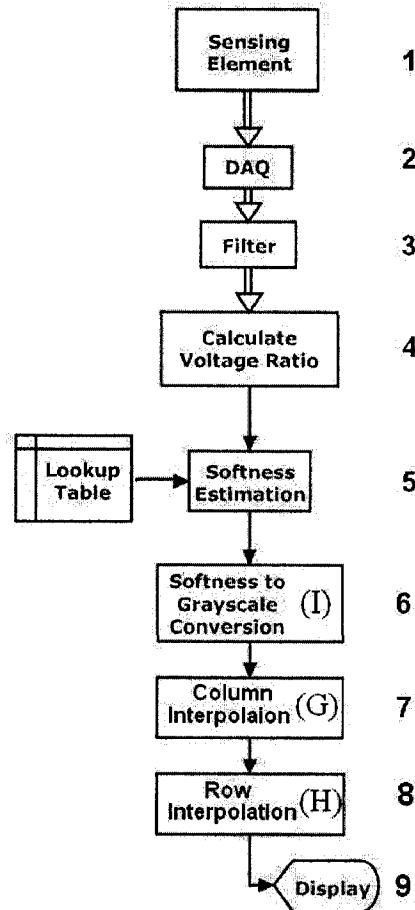 Sensing
Element
1
DAQ
2
Filter
3
Calculate
Voltage Ratio
4
Lookup
Table
Softness
Estimation
5
Softness to
Grayscale (I)
Conversion
6
Column
Interpolaion (G)
7
Row
Interpolation (H)
8
Display
9